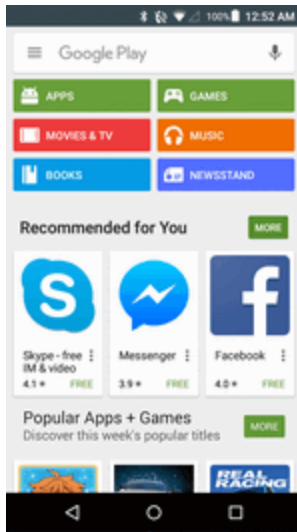 100% 12:52 AM
Google Play
APPS
GAMES
MOVIES & TV
MUSIC
BOOKS
NEWSSTAND
Recommended for You
MORE
Skype - free
IM & video
4.1 FREE
Messenger
3.9 FREE
Facebook
4.0 FREE
Popular Apps + Games
Discover this week's popular titles
MORE
REAL
RACING